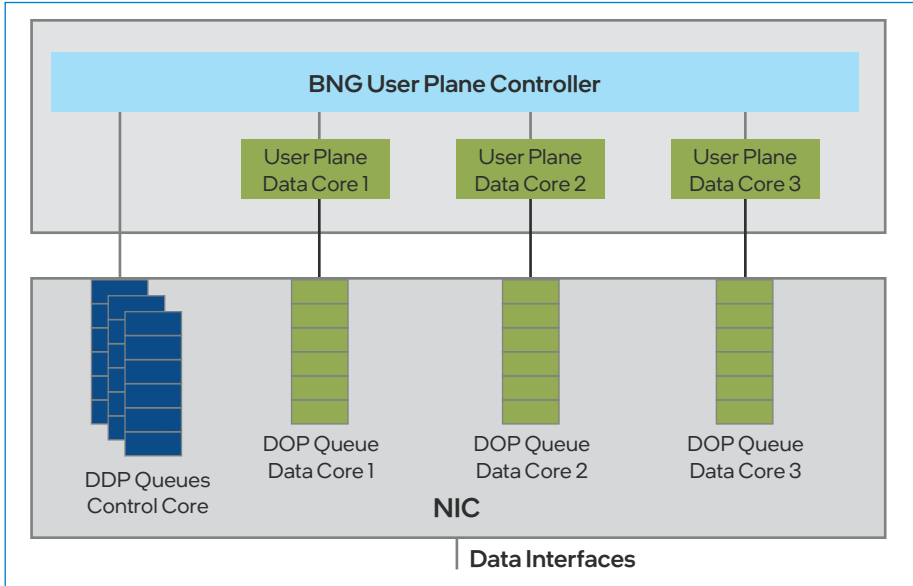 BNG User Plane Controller
User Plane
Data Core 1
User Plane
Data Core 2
User Plane
Data Core 3
DDP Queues
Control Core
DOP Queue
Data Core 1
DOP Queue
Data Core 2
DOP Queue
Data Core 3
NIC
Data Interfaces